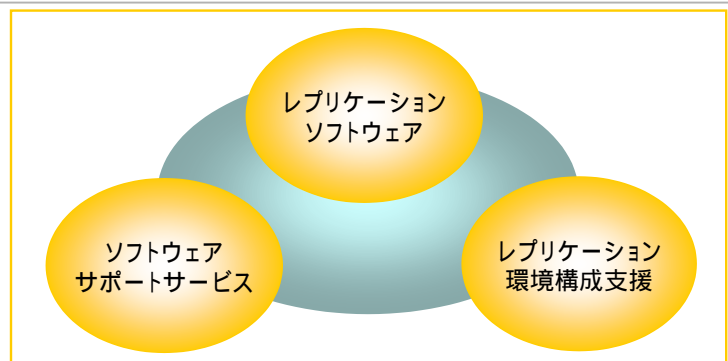 レプリケーション
ソフトウェア
ソフトウェア
サポートサービス
レプリケーション
環境構成支援